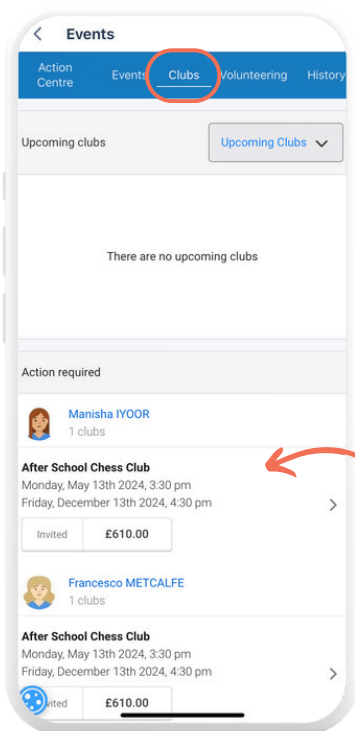 Events
Action
Centre
Events
Clubs
Volunteering
History
Upcoming clubs
Upcoming Clubs
There are no upcoming clubs
Action required
Manisha IYOOR
1 clubs
After School Chess Club
Monday, May 13th 2024, 3:30 pm
Friday, December 13th 2024, 4:30 pm
Invited £610.00
Francesco METCALFE
1 clubs
After School Chess Club
Monday, May 13th 2024, 3:30 pm
Friday, December 13th 2024, 4:30 pm
vited £610.00